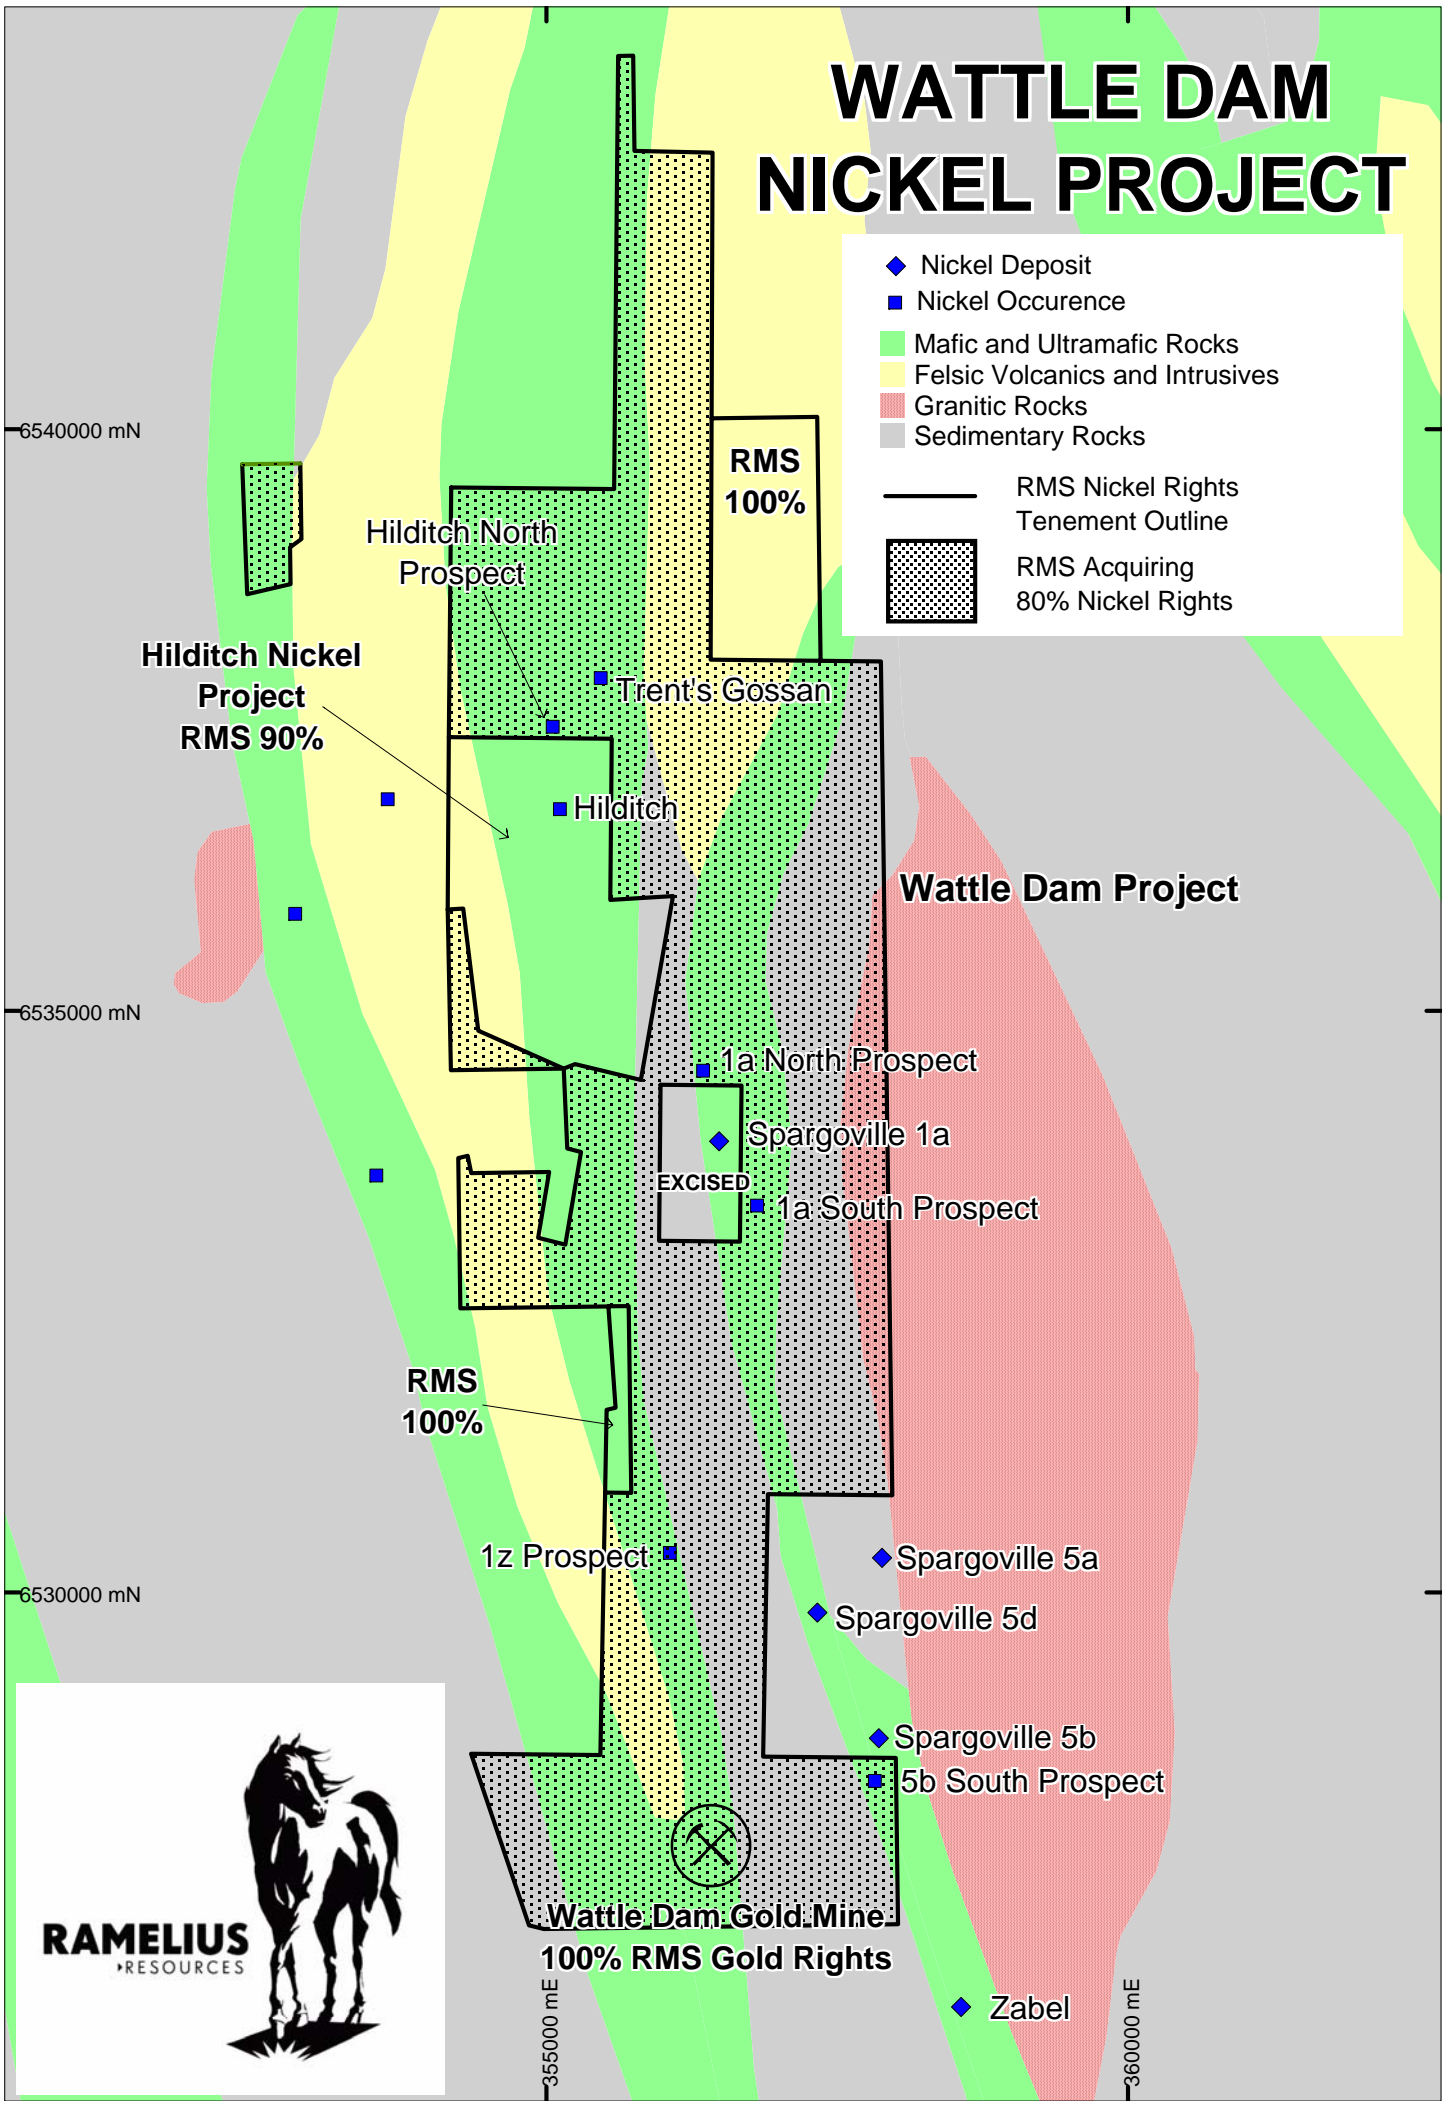 WATTLE DAM
NICKEL PROJECT
Nickel Deposit
Nickel Occurence
Mafic and Ultramafic Rocks
Felsic Volcanics and Intrusives
Granitic Rocks
Sedimentary Rocks
RMS Nickel Rights
Tenement Outline
RMS Acquiring
80% Nickel Rights
6540000 mN
RMS
100%
Hilditch North
Prospect
Hilditch Nickel
Project
RMS 90%
Trent's Gossan
Hilditch
Wattle Dam Project
6535000 mN
1a North Prospect
Spargoville 1a
EXCISED
1a South Prospect
RMS
100%
1z Prospect
Spargoville 5a
6530000 mN
Spargoville 5d
Spargoville 5b
5b South Prospect
Wattle Dam Gold Mine
100% RMS Gold Rights
RAMELIUS
RESOURCES
Zabel
355000 mE
360000 mE